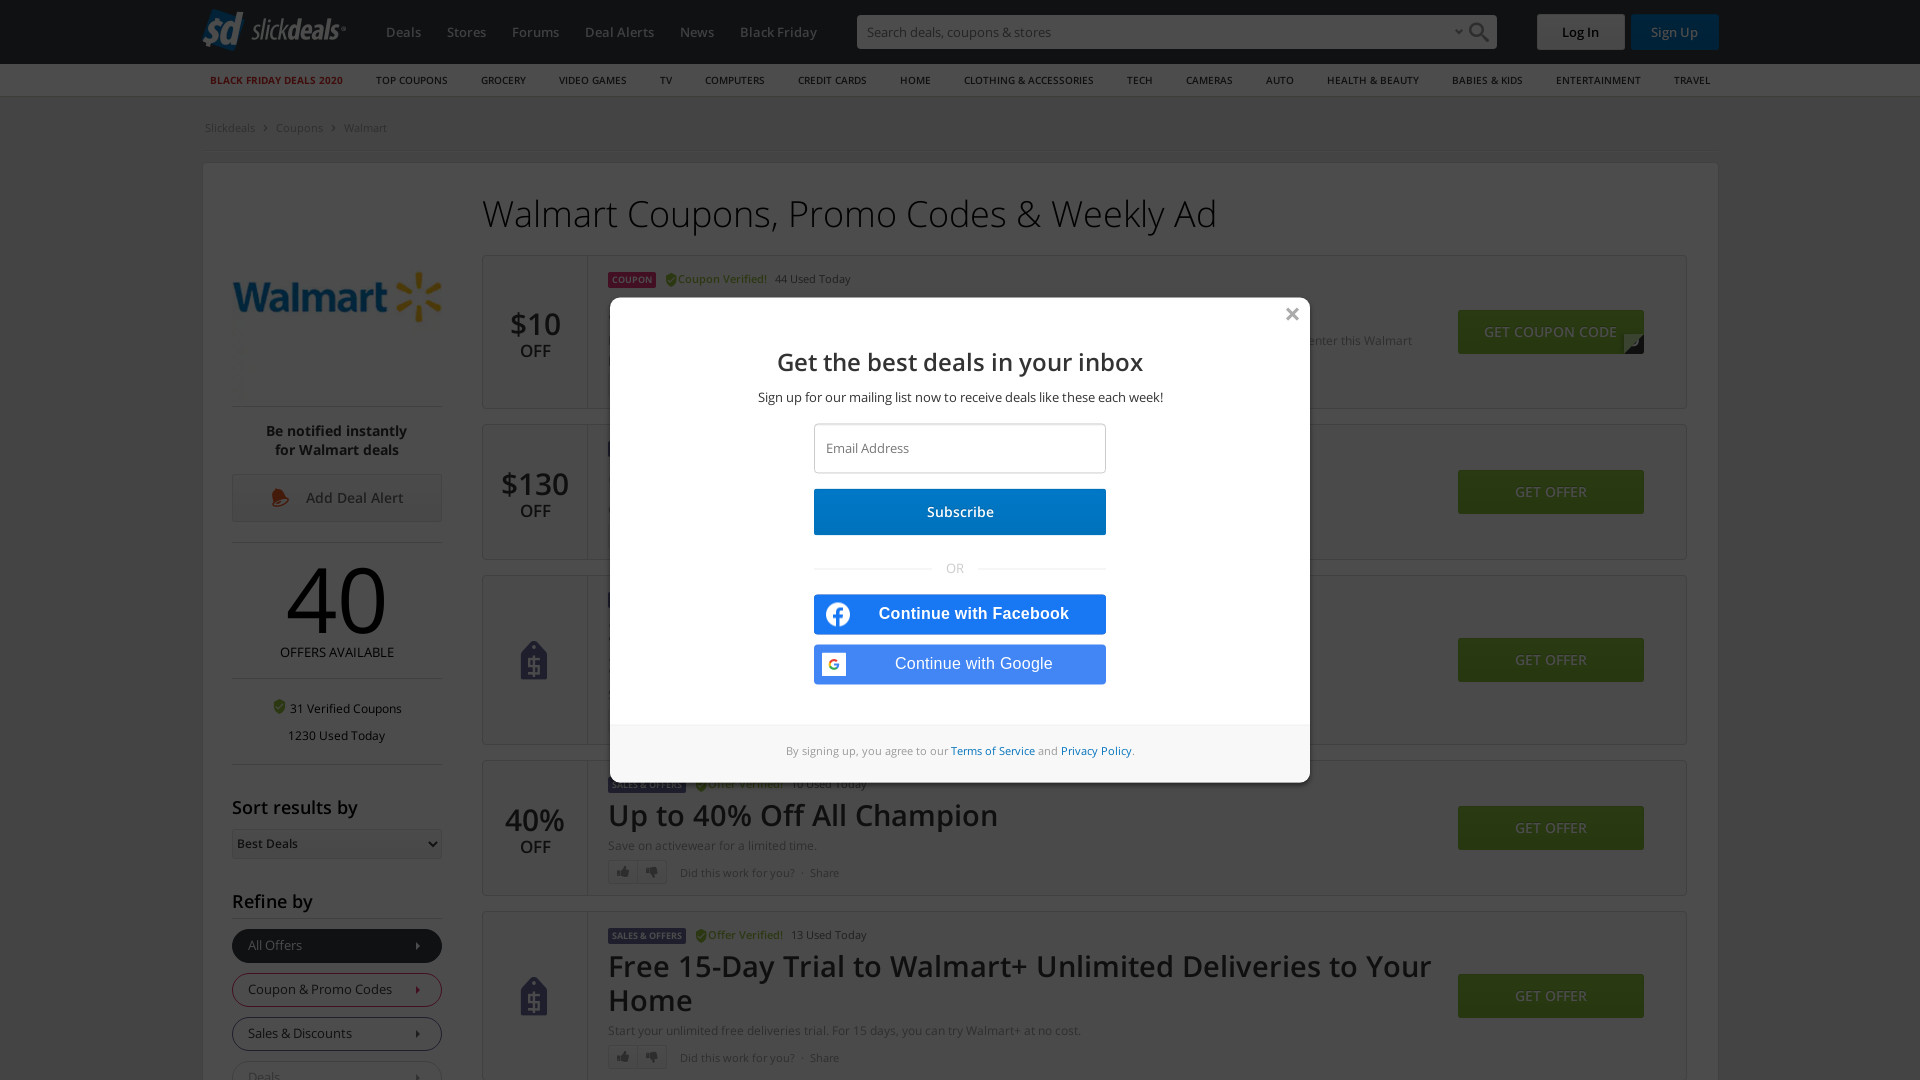 sd slickdeals
Deals
Stores
Forums
Deal Alerts
News
Black Friday
Search deals, coupons & stores
Log In
Sign Up
BLACK FRIDAY DEALS 2020
TOP COUPONS
GROCERY
VIDEO GAMES
TV
COMPUTERS
CREDIT CARDS
HOME
CLOTHING & ACCESSORIES
TECH
CAMERAS
AUTO
HEALTH & BEAUTY
BABIES & KIDS
ENTERTAINMENT
TRAVEL
Slickdeals
Coupons
Walmart
Walmart Coupons, Promo Codes & Weekly Ad
Walmart
Be notified instantly
for Walmart deals
Add Deal Alert
40
OFFERS AVAILABLE
31 Verified Coupons
1230 Used Today
Sort results by
Best Deals
Refine by
All Offers
Coupon & Promo Codes
Sales & Discounts
Deals
$10
OFF
COUPON
Coupon Verified!
44 Used Today
enter this Walmart
GET COUPON CODE
$130
OFF
GET OFFER
GET OFFER
Get the best deals in your inbox
Sign up for our mailing list now to receive deals like these each week!
Email Address
Subscribe
OR
Continue with Facebook
Continue with Google
By signing up, you agree to our Terms of Service and Privacy Policy.
40%
OFF
SALES & OFFERS
Offer Verified!
10 Used Today
Up to 40% Off All Champion
Save on activewear for a limited time.
Did this work for you? · Share
GET OFFER
SALES & OFFERS
Offer Verified!
13 Used Today
Free 15-Day Trial to Walmart+ Unlimited Deliveries to Your
Home
Start your unlimited free deliveries trial. For 15 days, you can try Walmart+ at no cost.
Did this work for you? · Share
GET OFFER